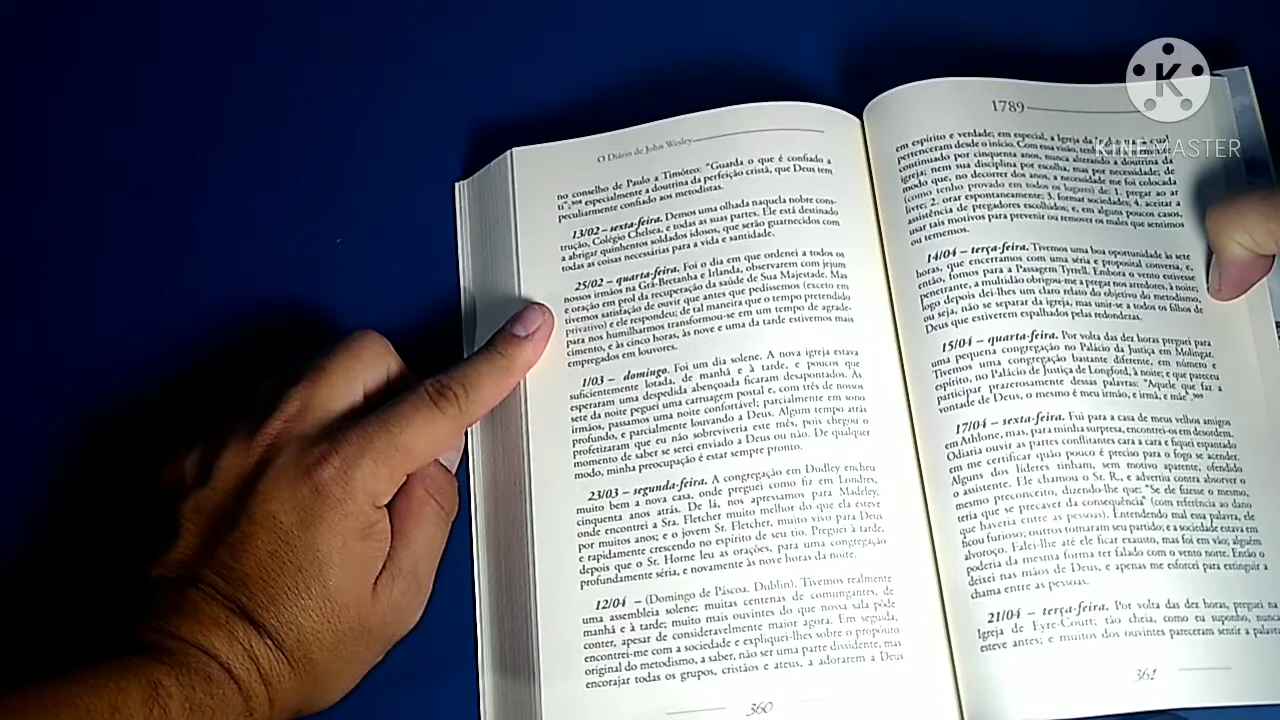 O Diário de John Wesley
no conselho de Paulo a Timóteo: "Guarda o que é confiado a
ti",³⁰⁸ especialmente a doutrina da perfeição cristã, que Deus tem
peculiarmente confiado aos metodistas.
13/02 – sexta-feira. Demos uma olhada naquela nobre cons-
trução, Colégio Chelsea, e todas as suas partes. Ele está destinado
a abrigar quinhentos soldados idosos, que serão guarnecidos com
todas as coisas necessárias para a vida e santidade.
25/02 – quarta-feira. Foi o dia em que ordenei a todos os
nossos irmãos na Grã-Bretanha e Irlanda, observarem com jejum
e oração em prol da recuperação da saúde de Sua Majestade. Mas
tivemos satisfação de ouvir que antes que pedíssemos (exceto em
privativo) e ele respondeu; de tal maneira que o tempo pretendido
para nos humilharmos transformou-se em um tempo de agrade-
cimento, e às cinco horas, às nove e uma da tarde estivemos mais
empregados em louvores.
1/03 – domingo. Foi um dia solene. A nova igreja estava
suficientemente lotada, de manhã e à tarde, e poucos que
esperaram uma despedida abençoada ficaram desapontados. Às
sete da noite peguei uma carruagem postal e, com três de nossos
irmãos, passamos uma noite confortável; parcialmente em sono
profundo, e parcialmente louvando a Deus. Algum tempo atrás
profetizaram que eu não sobreviveria este mês, pois chegou o
momento de saber se serei enviado a Deus ou não. De qualquer
modo, minha preocupação é estar sempre pronto.
23/03 – segunda-feira. A congregação em Dudley encheu
muito bem a nova casa, onde preguei como fiz em Londres,
cinquenta anos atrás. De lá, nos apressamos para Madeley,
onde encontrei a Sra. Fletcher muito melhor do que ela esteve
por muitos anos; e o jovem Sr. Fletcher, muito vivo para Deus
e rapidamente crescendo no espírito de seu tio. Preguei à tarde,
depois que o Sr. Horne leu as orações, para uma congregação
profundamente séria, e novamente às nove horas da noite.
12/04 – (Domingo de Páscoa. Dublin). Tivemos realmente
uma assembleia solene; muitas centenas de comungantes, de
manhã e à tarde; muito mais ouvintes do que nossa sala pôde
conter, apesar de consideravelmente maior agora. Em seguida,
encontrei-me com a sociedade e expliquei-lhes sobre o propósito
original do metodismo, a saber, não ser uma parte dissidente, mas
encorajar todas os grupos, cristãos e ateus, a adorarem a Deus
360
1789
em espírito e verdade; em especial, a Igreja da
pertenceram desde o início. Com essa visão,
continuado por cinquenta anos, nunca alterando a doutrina da
igreja; nem sua disciplina por escolha, mas por necessidade; de
modo que, no decorrer dos anos, a necessidade me foi colocada
(como tenho provado em todos os lugares) de: 1. pregar ao ar
livre; 2. orar espontaneamente; 3. formar sociedades; 4. aceitar a
assistência de pregadores escolhidos; e, em alguns poucos casos,
usar tais motivos para prevenir ou remover os males que sentimos
ou tememos.
14/04 – terça-feira. Tivemos uma boa oportunidade às sete
horas, que encertamos com uma séria e proposital conversa, e,
então, fomos para a Passagem Tyrrell. Embora o vento estivesse
penetrante, a multidão obrigou-me a pregar nos arredores, à noite;
logo depois dei-lhes um claro relato do objetivo do metodismo,
ou seja, não se separar da igreja, mas unir-se a todos os filhos de
Deus que estiverem espalhados pelas redondezas.
15/04 – quarta-feira. Por volta das dez horas preguei para
uma pequena congregação no Palácio da Justiça em Molingar.
Tivemos uma congregação bastante diferente, em número e
espírito, no Palácio de Justiça de Longford, à noite; e que pareceu
participar prazerosamente dessas palavras: "Aquele que faz a
vontade de Deus, o mesmo é meu irmão, e irmã, e mãe".³⁰⁹
17/04 – sexta-feira. Fui para a casa de meus velhos amigos
em Athlone, mas, para minha surpresa, encontrei-os em desordem.
Odiaria ouvir as partes conflitantes cara a cara e fiquei espantado
em me certificar quão pouco é preciso para o fogo se acender.
Alguns dos líderes tinham, sem motivo aparente, ofendido
o assistente. Ele chamou o Sr. R., e advertiu contra absorver o
mesmo preconceito, dizendo-lhe que: "Se ele fizesse o mesmo,
teria que se precaver da consequência" (com referência ao dano
que haveria entre as pessoas). Entendendo mal essa palavra, ele
ficou furioso; outros tomaram seu partido; e a sociedade estava em
alvoroço. Falei-lhe até ele ficar exausto, mas foi em vão; alguém
poderia da mesma forma ter falado com o vento norte. Então o
deixei nas mãos de Deus, e apenas me esforcei para extinguir a
chama entre as pessoas.
21/04 – terça-feira. Por volta das dez horas, preguei na
Igreja de Eyre-Court; tão cheia, como eu suponho, nunca
esteve antes; e muitos dos ouvintes pareceram sentir a palavra
361
K
KINEMASTER